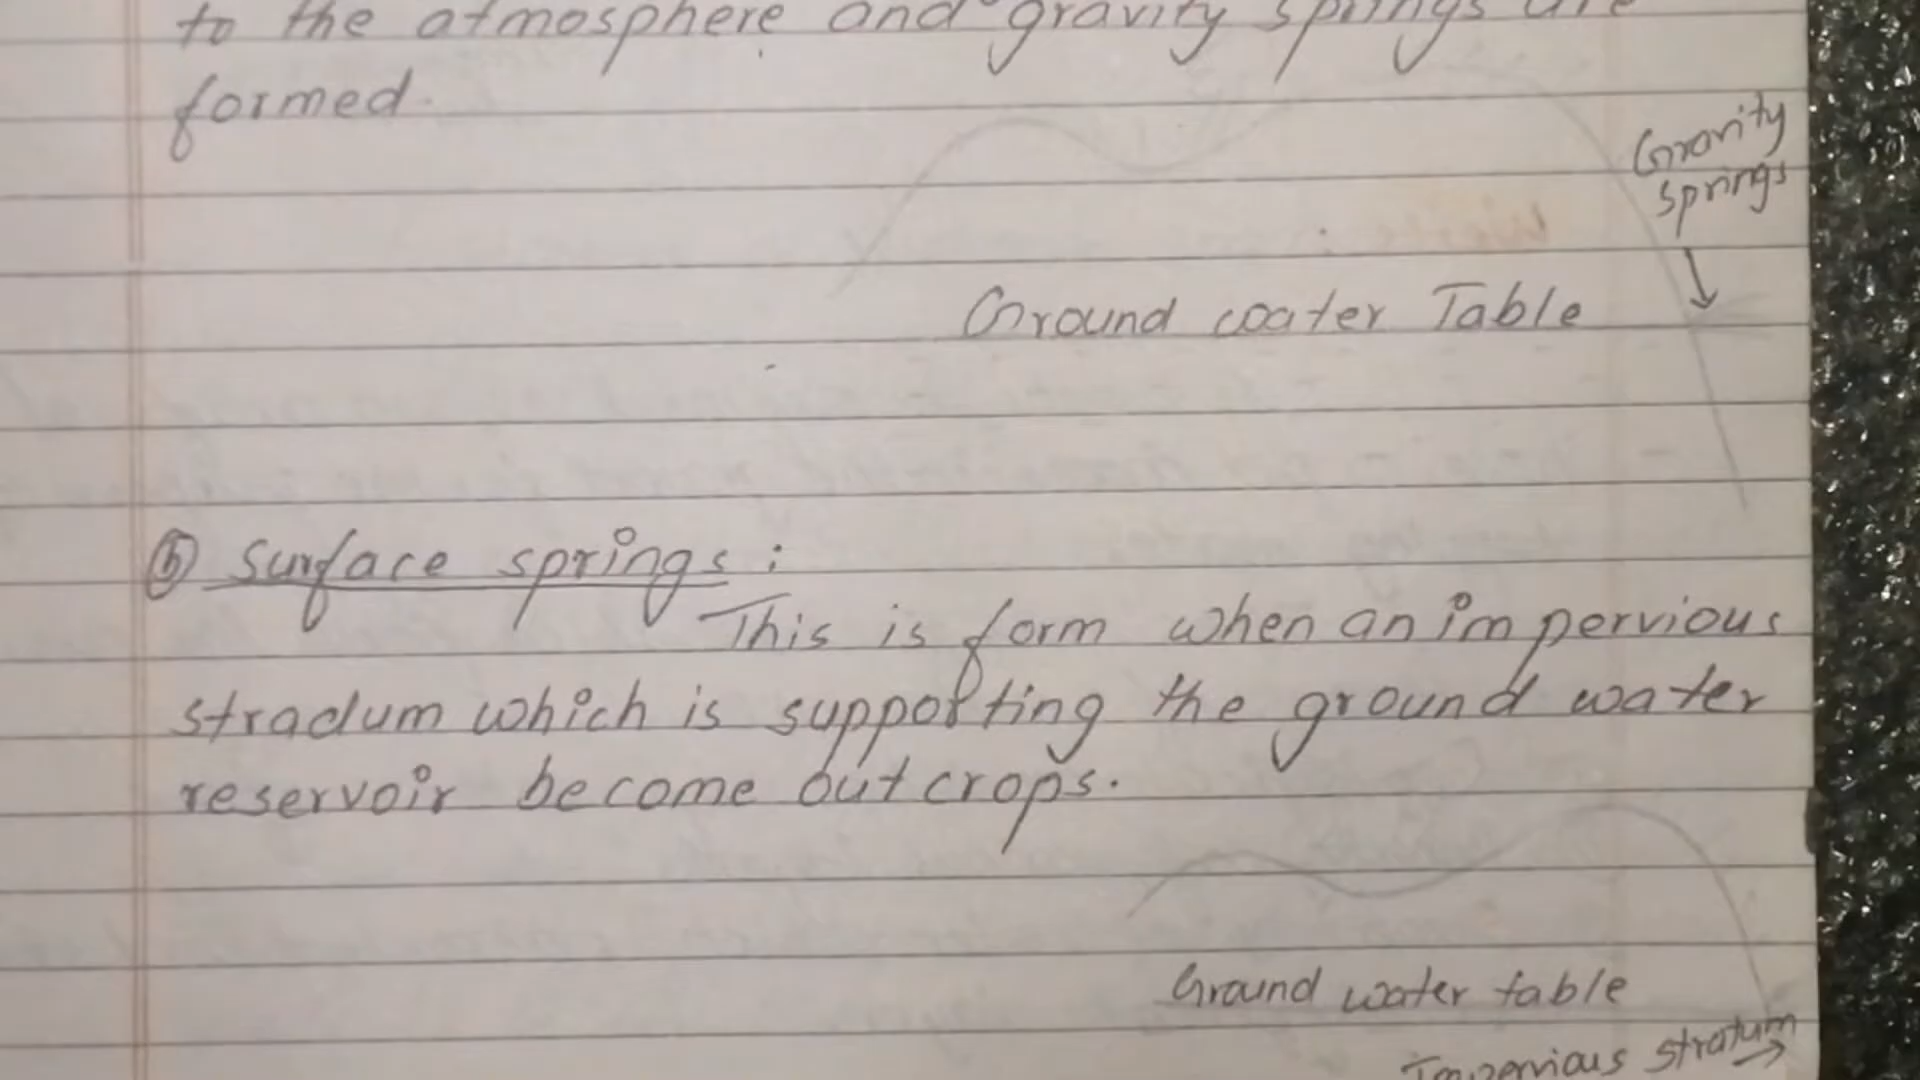 to the atmosphere and gravity springs are
formed.
Gravity
springs
Ground water Table
⑤ Surface springs :
This is form when an impervious
stradum which is supporting the ground water
reservoir become outcrops.
Ground water table
Impervious stratum